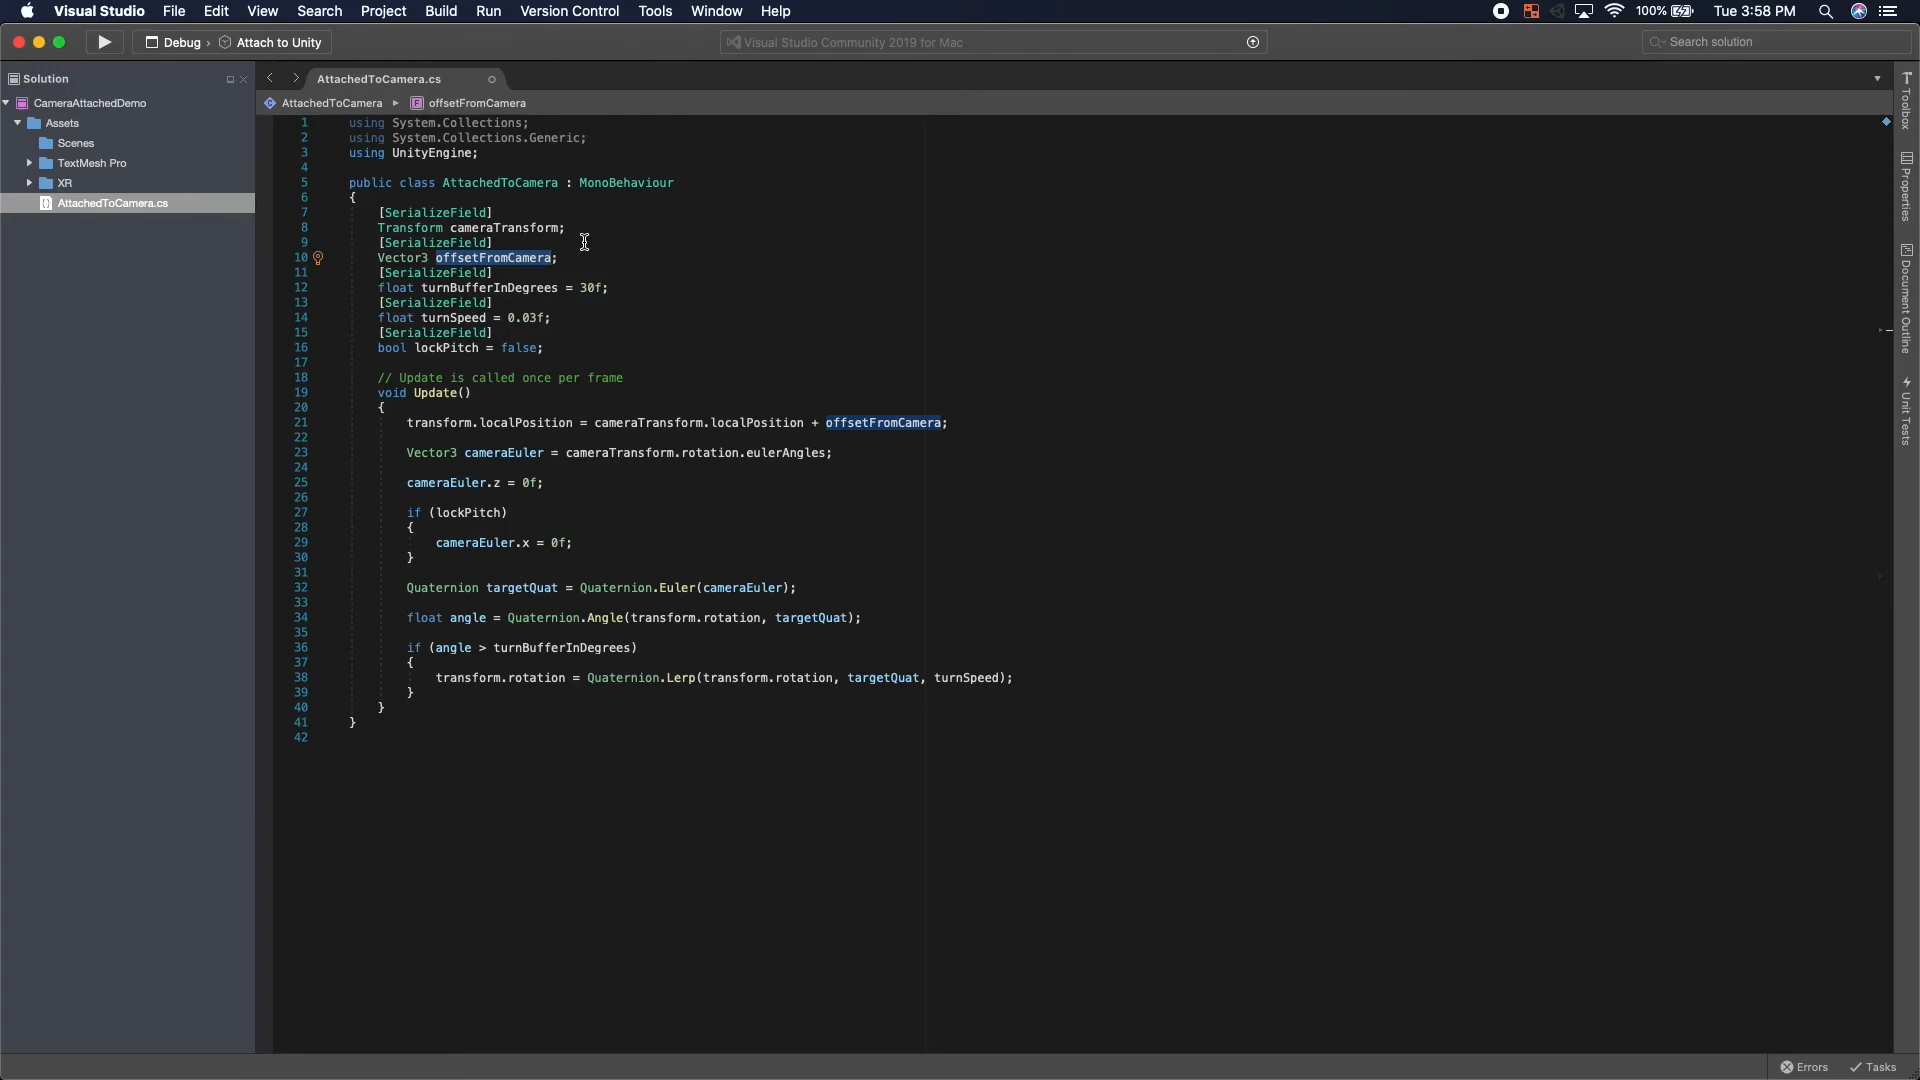 Visual Studio File Edit View Search Project Build Run Version Control Tools Window Help 100% Tue 3:58 PM
Debug › Attach to Unity Visual Studio Community 2019 for Mac Search solution
Solution
AttachedToCamera.cs
CameraAttachedDemo
Assets
Scenes
TextMesh Pro
XR
AttachedToCamera.cs
AttachedToCamera offsetFromCamera
1 using System.Collections;
2 using System.Collections.Generic;
3 using UnityEngine;
4
5 public class AttachedToCamera : MonoBehaviour
6 {
7 [SerializeField]
8 Transform cameraTransform;
9 [SerializeField]
10 Vector3 offsetFromCamera;
11 [SerializeField]
12 float turnBufferInDegrees = 30f;
13 [SerializeField]
14 float turnSpeed = 0.03f;
15 [SerializeField]
16 bool lockPitch = false;
17
18 // Update is called once per frame
19 void Update()
20 {
21 transform.localPosition = cameraTransform.localPosition + offsetFromCamera;
22
23 Vector3 cameraEuler = cameraTransform.rotation.eulerAngles;
24
25 cameraEuler.z = 0f;
26
27 if (lockPitch)
28 {
29 cameraEuler.x = 0f;
30 }
31
32 Quaternion targetQuat = Quaternion.Euler(cameraEuler);
33
34 float angle = Quaternion.Angle(transform.rotation, targetQuat);
35
36 if (angle > turnBufferInDegrees)
37 {
38 transform.rotation = Quaternion.Lerp(transform.rotation, targetQuat, turnSpeed);
39 }
40 }
41 }
42
Toolbox
Properties
Document Outline
Unit Tests
Errors Tasks